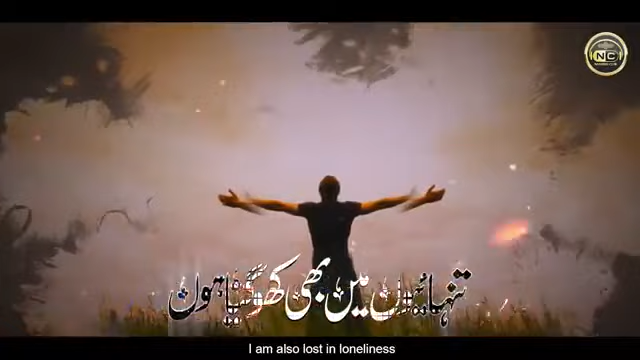 NC
تنہائیوں میں بھی کھو گیا ہوں
I am also lost in loneliness